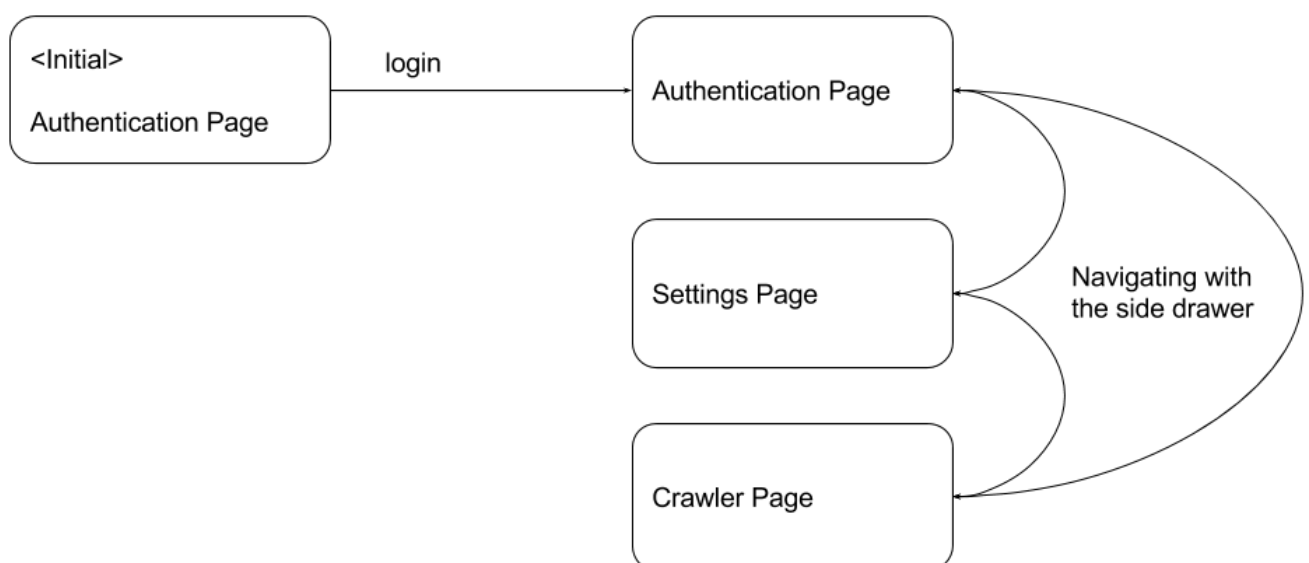 <Initial>
Authentication Page
login
Authentication Page
Settings Page
Navigating with
the side drawer
Crawler Page